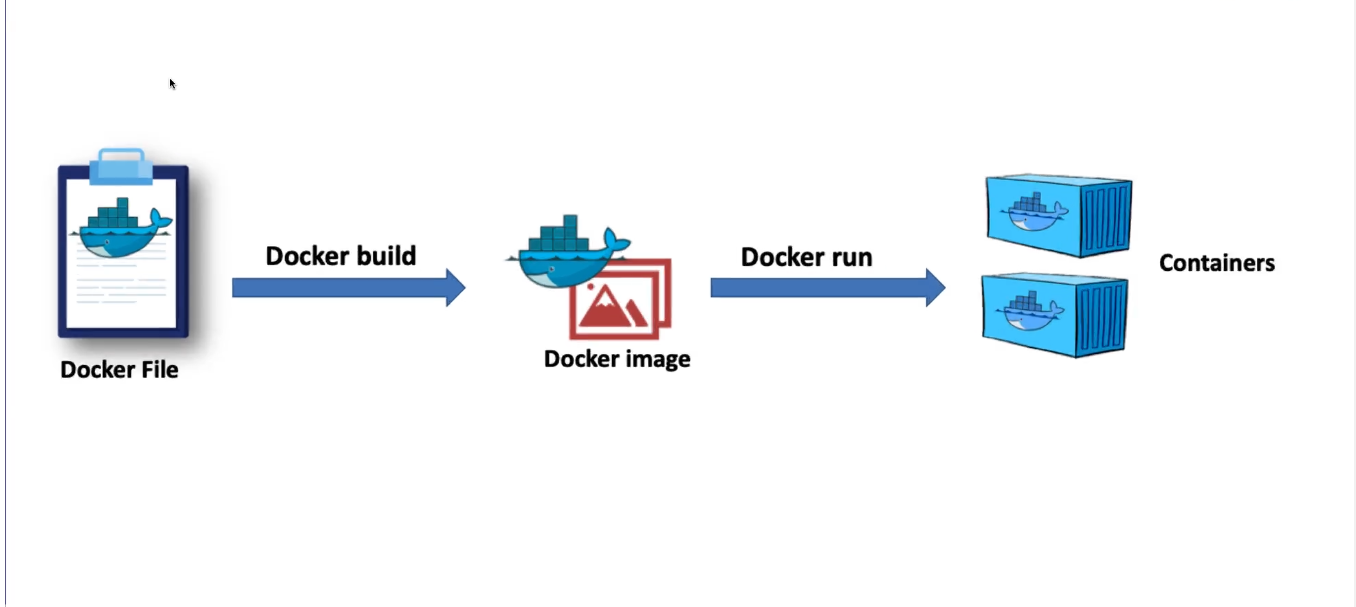 Docker build
Docker run
Containers
Docker image
Docker File